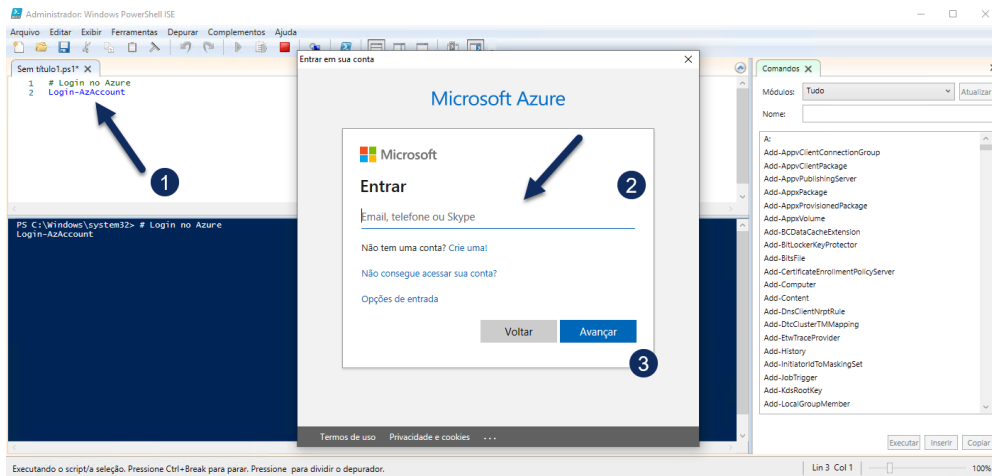 Administrador: Windows PowerShell ISE
Arquivo Editar Exibir Ferramentas Depurar Complementos Ajuda
Sem título1.ps1* X
1 # Login no Azure
2 Login-AzAccount
1
PS C:\Windows\system32> # Login no Azure
Login-AzAccount
Entrar em sua conta
Microsoft Azure
Microsoft
Entrar
2
Email, telefone ou Skype
Não tem uma conta? Crie uma!
Não consegue acessar sua conta?
Opções de entrada
Voltar Avançar
3
Termos de uso Privacidade e cookies ...
Comandos X
Módulos: Tudo Atualizar
Nome:
A:
Add-AppvClientConnectionGroup
Add-AppvClientPackage
Add-AppvPublishingServer
Add-AppxPackage
Add-AppxProvisionedPackage
Add-AppxVolume
Add-BCDataCacheExtension
Add-BitLockerKeyProtector
Add-BitsFile
Add-CertificateEnrollmentPolicyServer
Add-Computer
Add-Content
Add-DnsClientNrptRule
Add-DtcClusterTMMapping
Add-EtwTraceProvider
Add-History
Add-InitiatorIdToMaskingSet
Add-JobTrigger
Add-KdsRootKey
Add-LocalGroupMember
Executar Inserir Copiar
Executando o script/a seleção. Pressione Ctrl+Break para parar. Pressione para dividir o depurador.
Lin 3 Col 1
100%